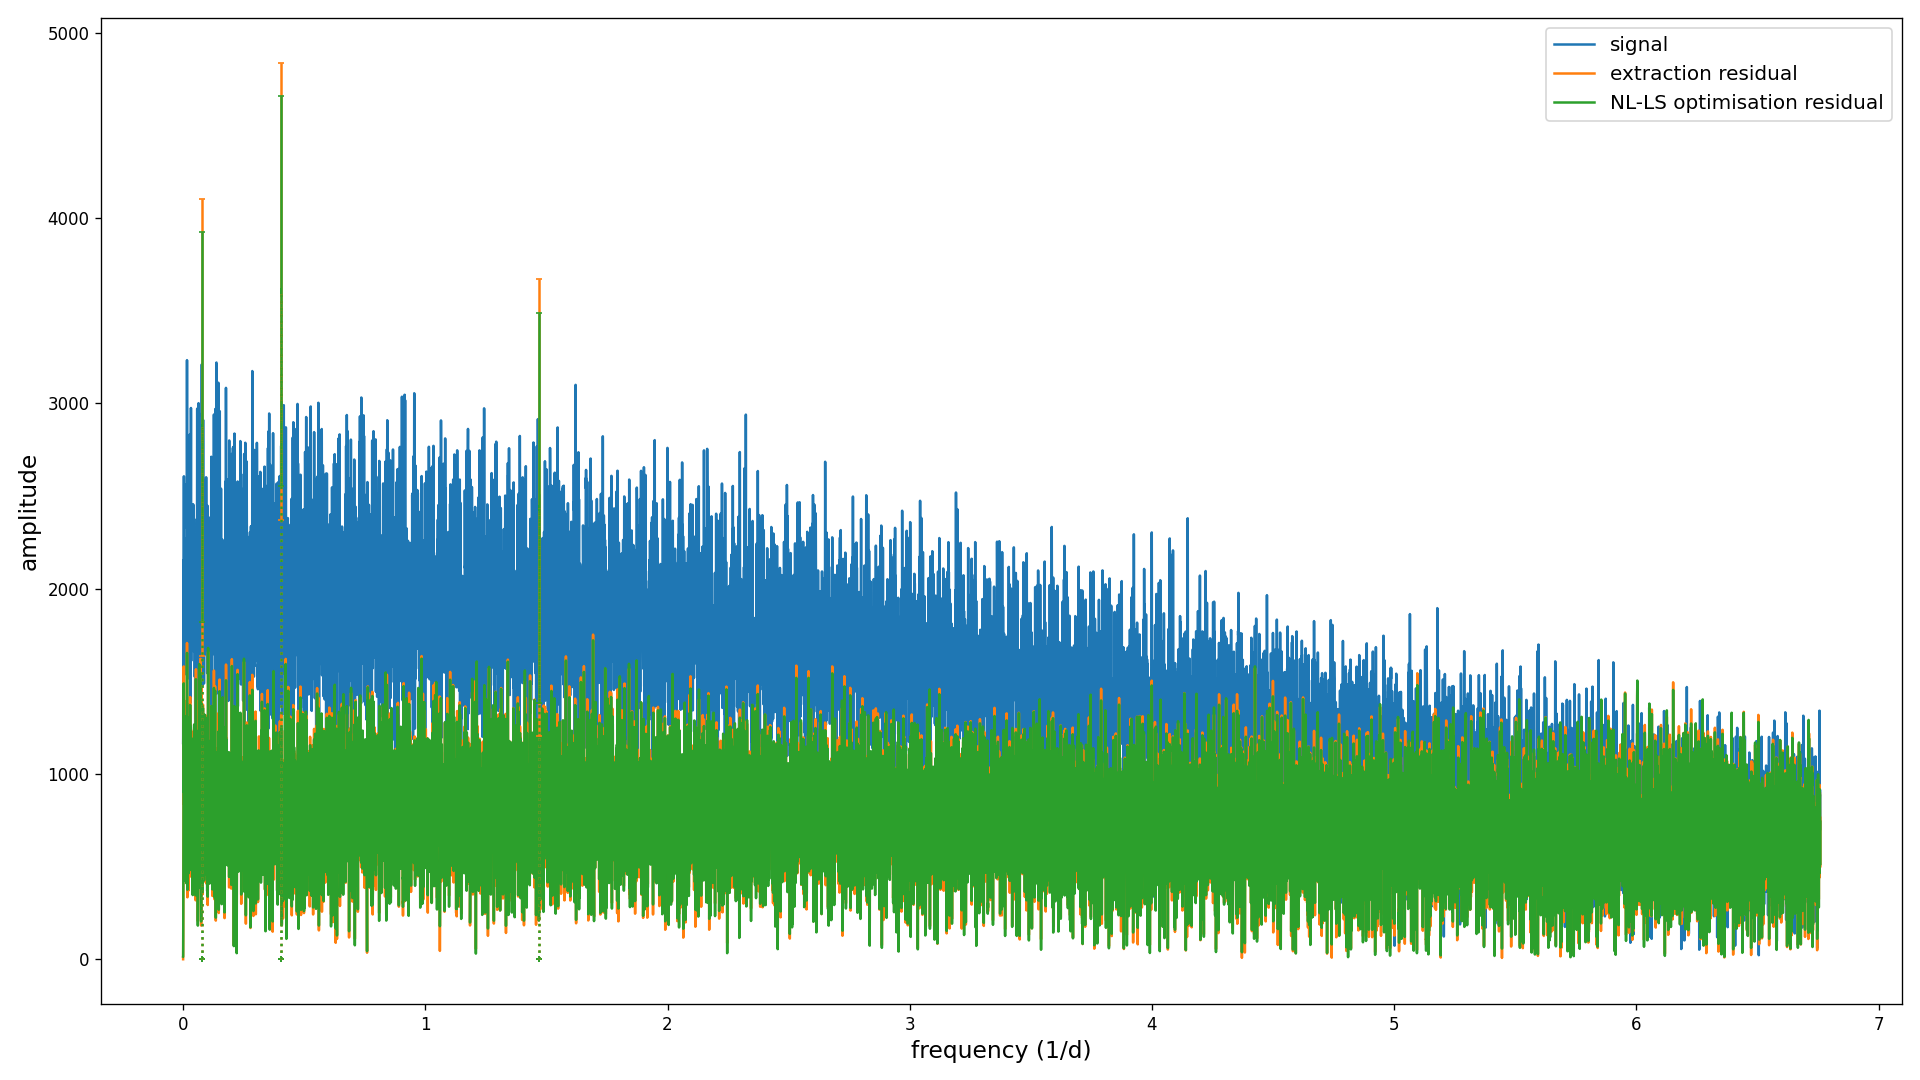 5000
4000
3000
2000
1000
0
amplitude
signal
extraction residual
NL-LS optimisation residual
0 1 2 3 4 5 6 7
frequency (1/d)